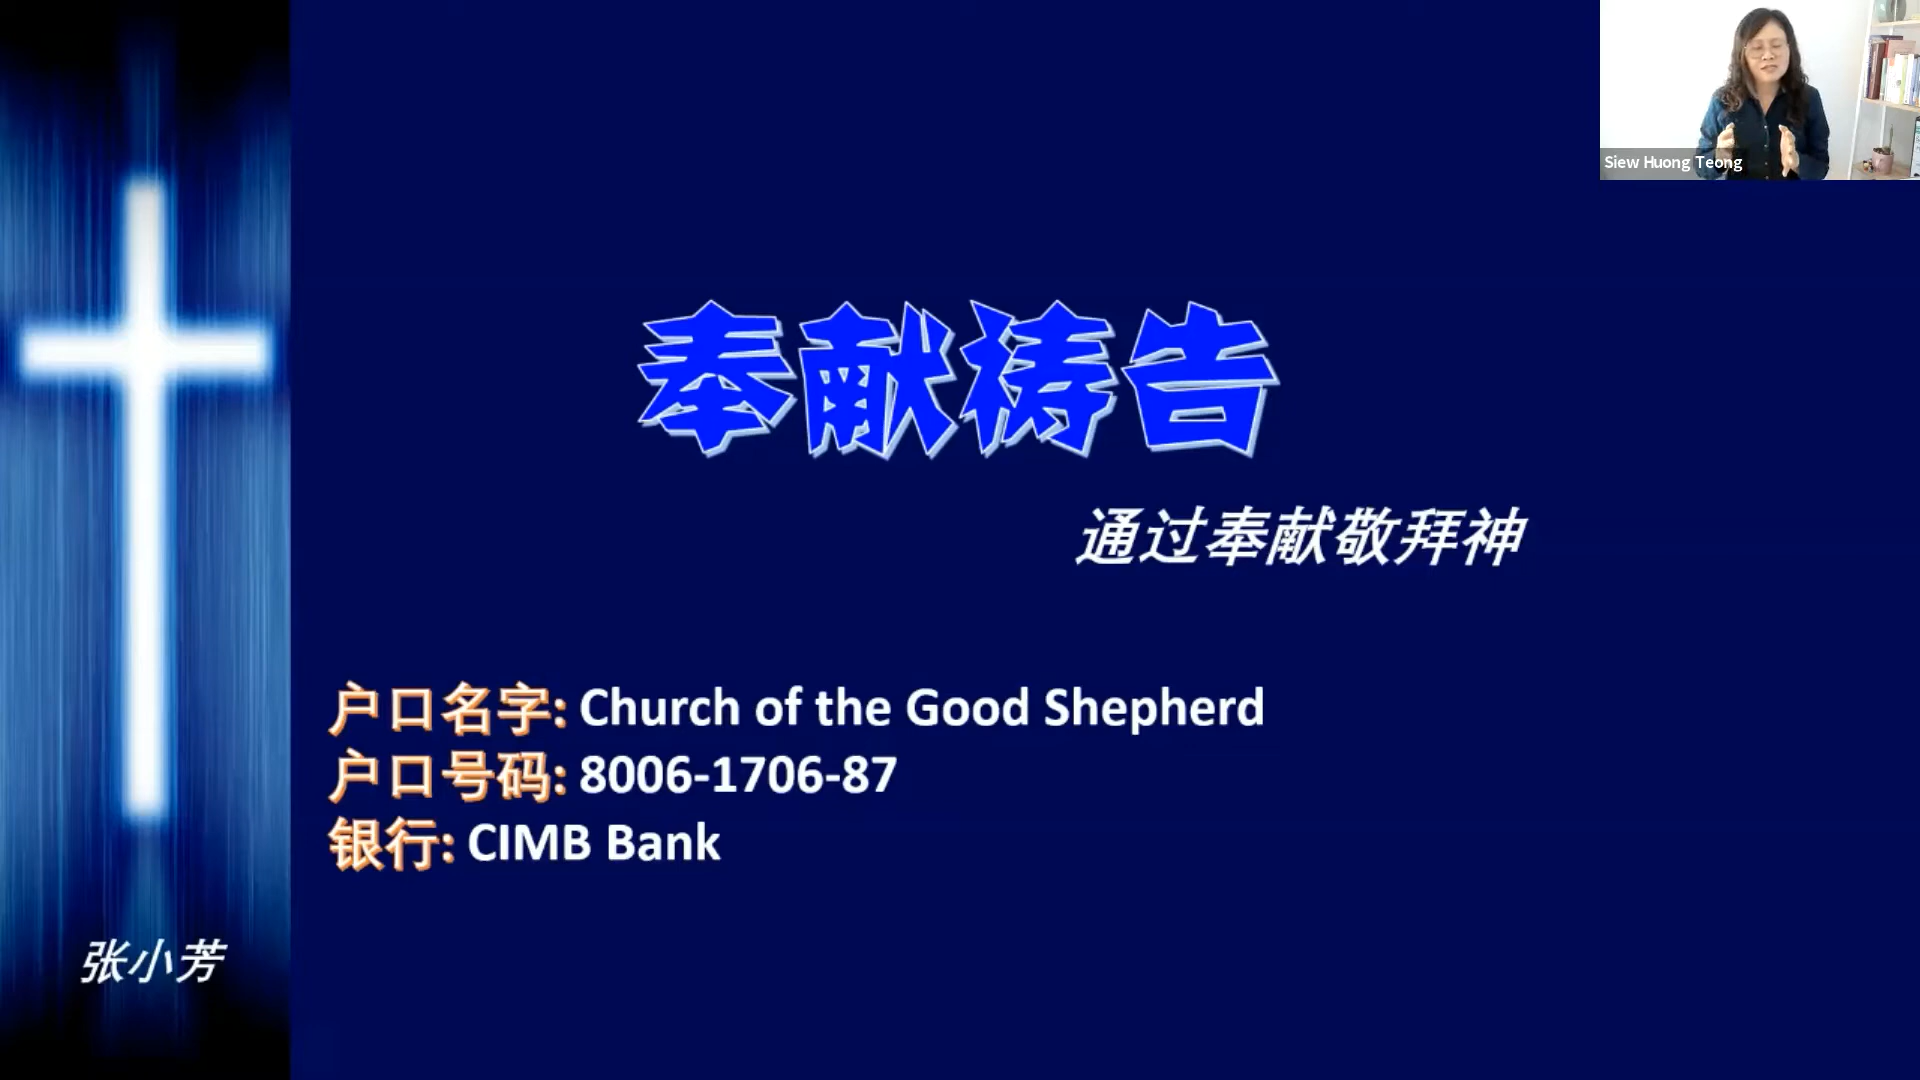 Siew Huong Teong
奉献祷告
通过奉献敬拜神
户口名字: Church of the Good Shepherd
户口号码: 8006-1706-87
银行: CIMB Bank
张小芳